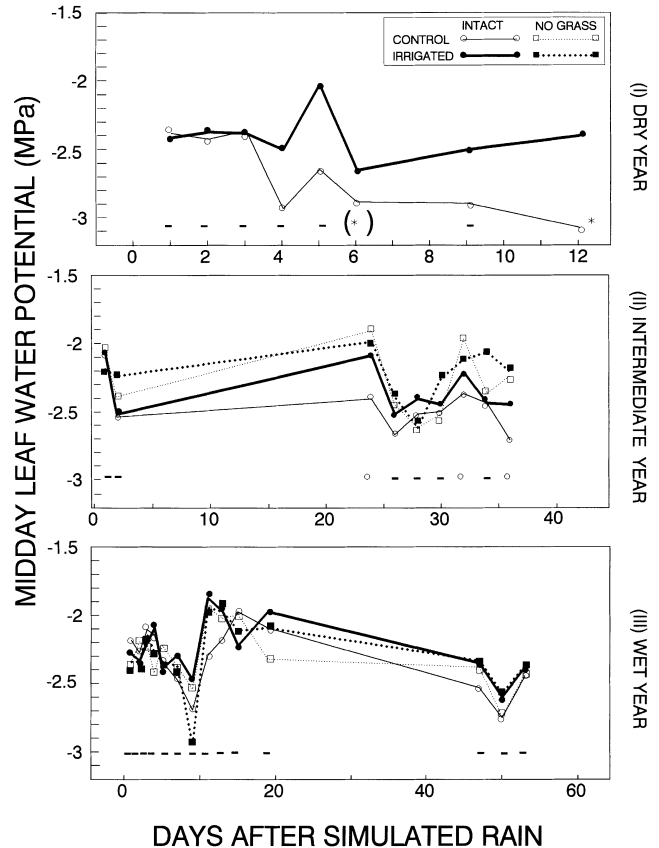 -1.5
INTACT NO GRASS
CONTROL
IRRIGATED
-2
-2.5
-3
(*)
*
0 2 4 6 8 10 12
(I) DRY YEAR
-1.5
-2
-2.5
-3
0 10 20 30 40
(II) INTERMEDIATE YEAR
-1.5
-2
-2.5
-3
0 20 40 60
(III) WET YEAR
MIDDAY LEAF WATER POTENTIAL (MPa)
DAYS AFTER SIMULATED RAIN